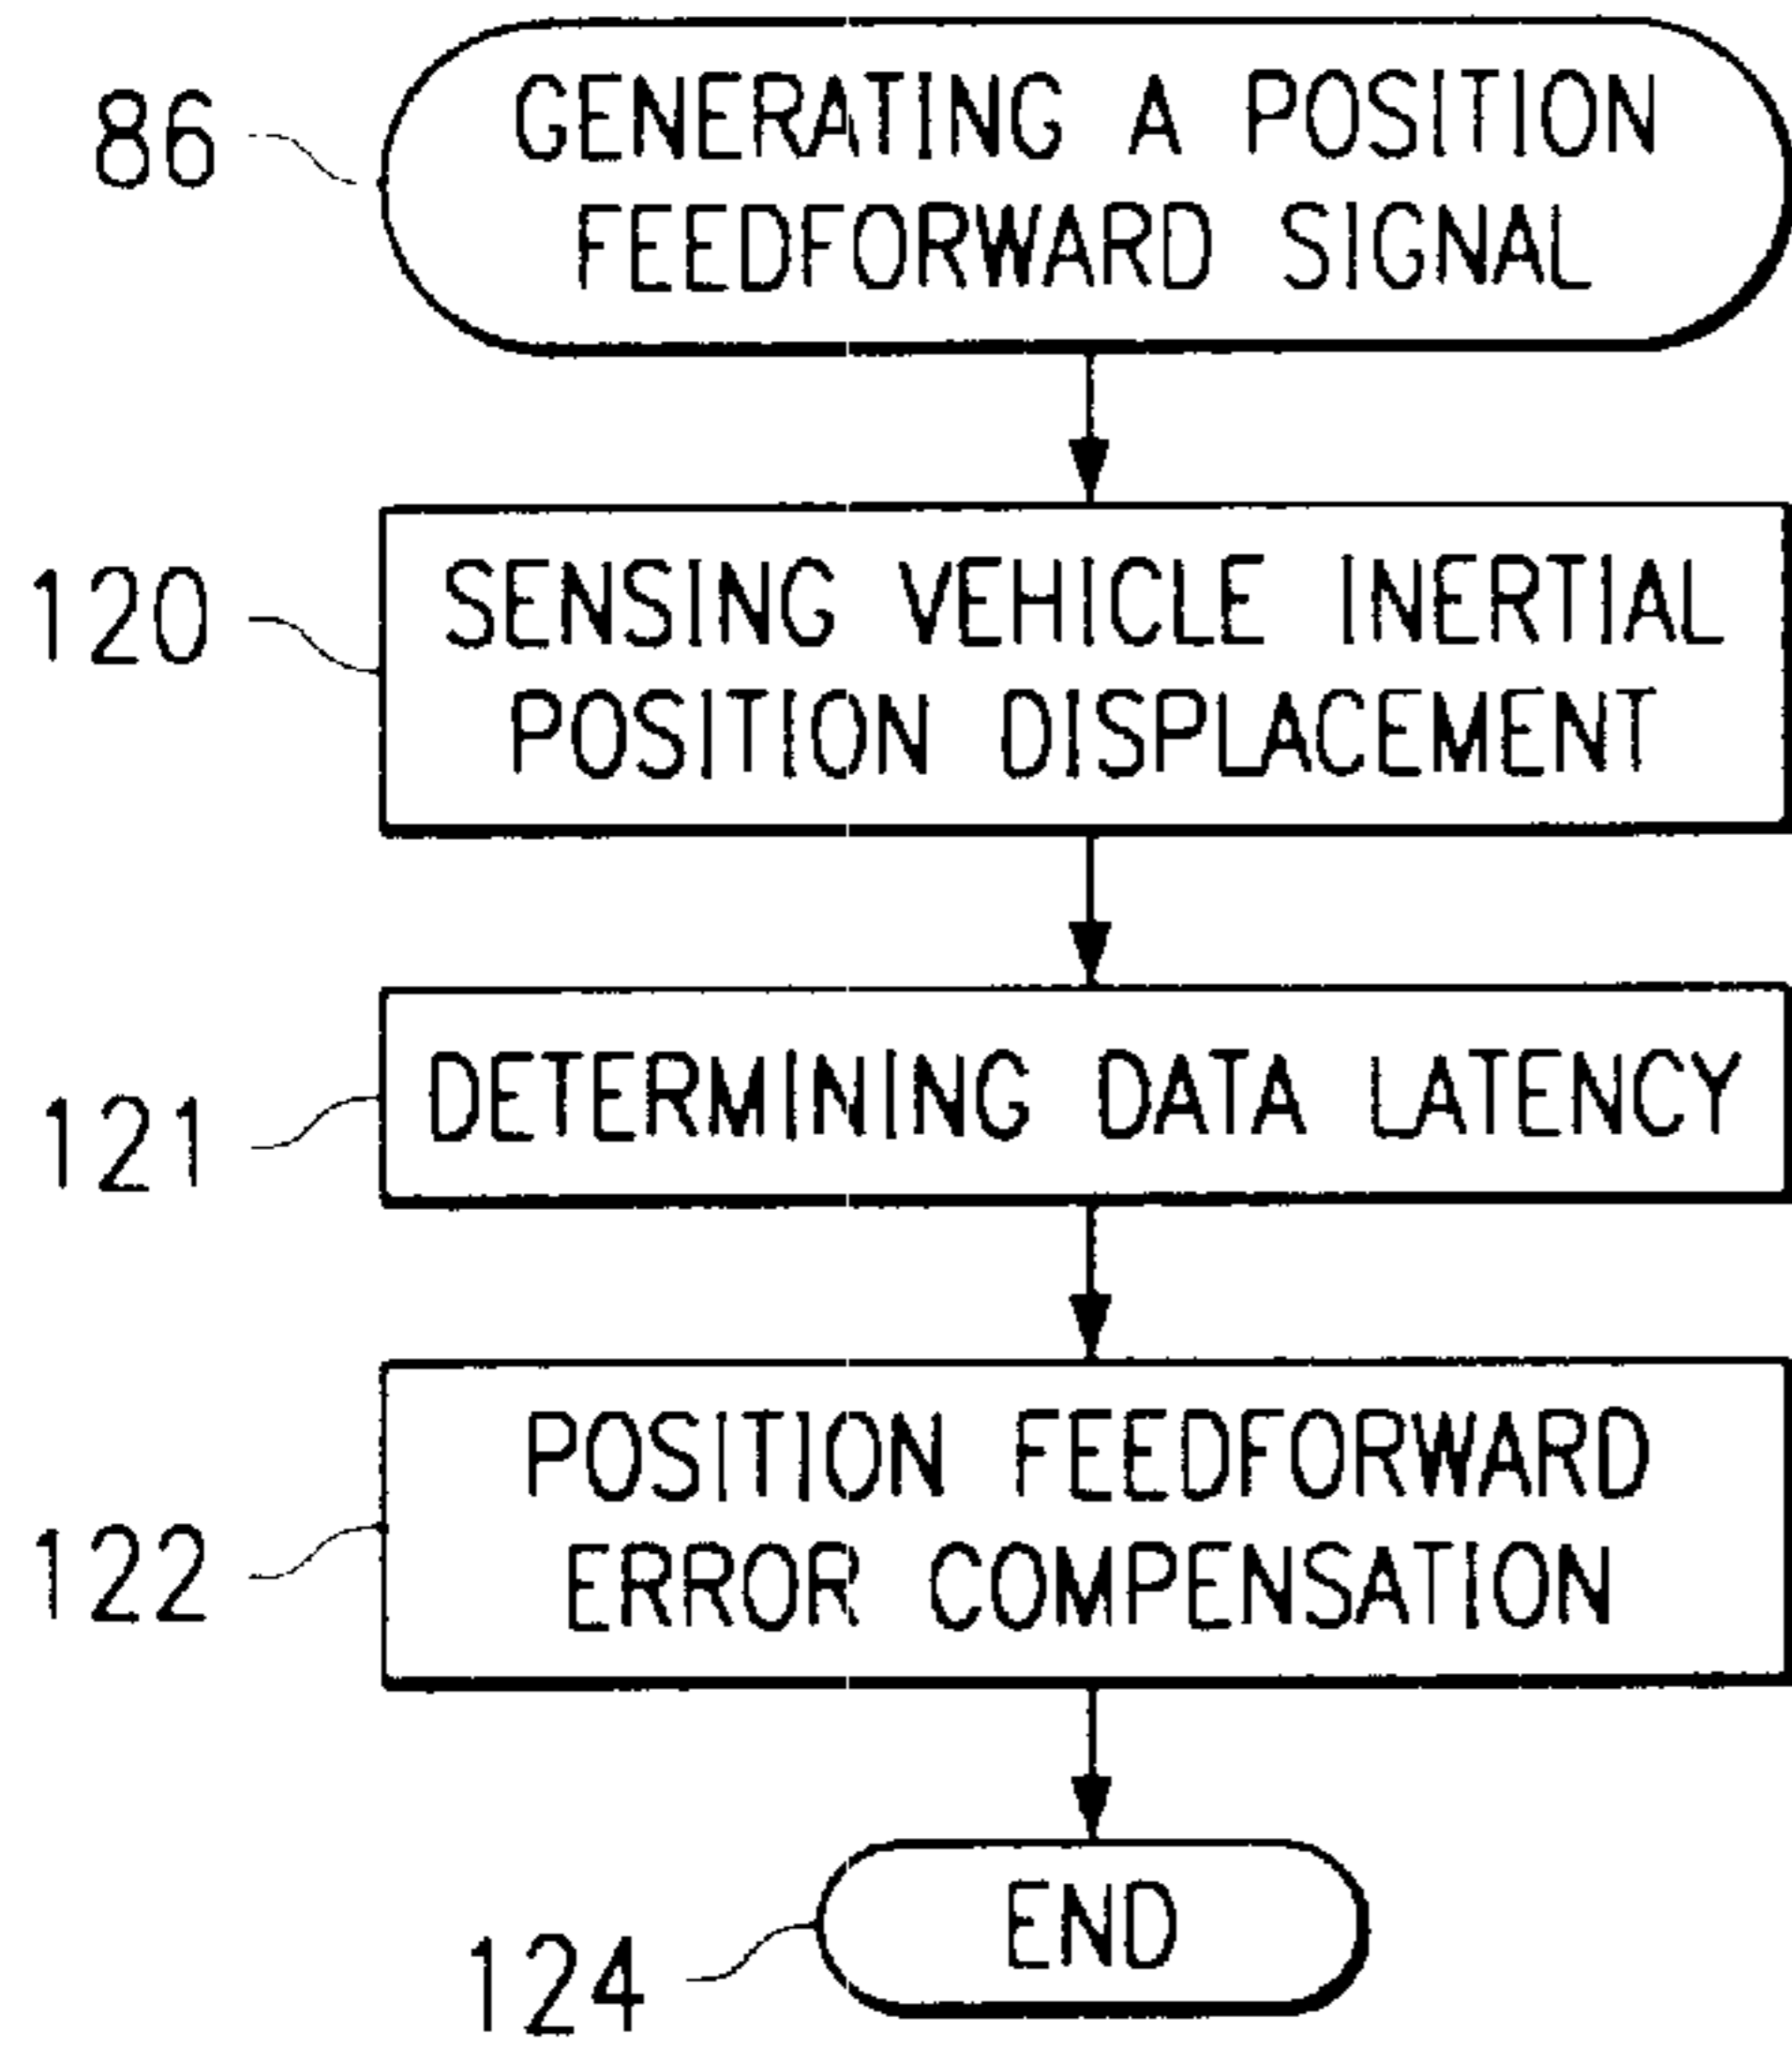 86
GENERATING A POSITION
FEEDFORWARD SIGNAL
120
SENSING VEHICLE INERTIAL
POSITION DISPLACEMENT
121
DETERMINING DATA LATENCY
122
POSITION FEEDFORWARD
ERROR COMPENSATION
124
END